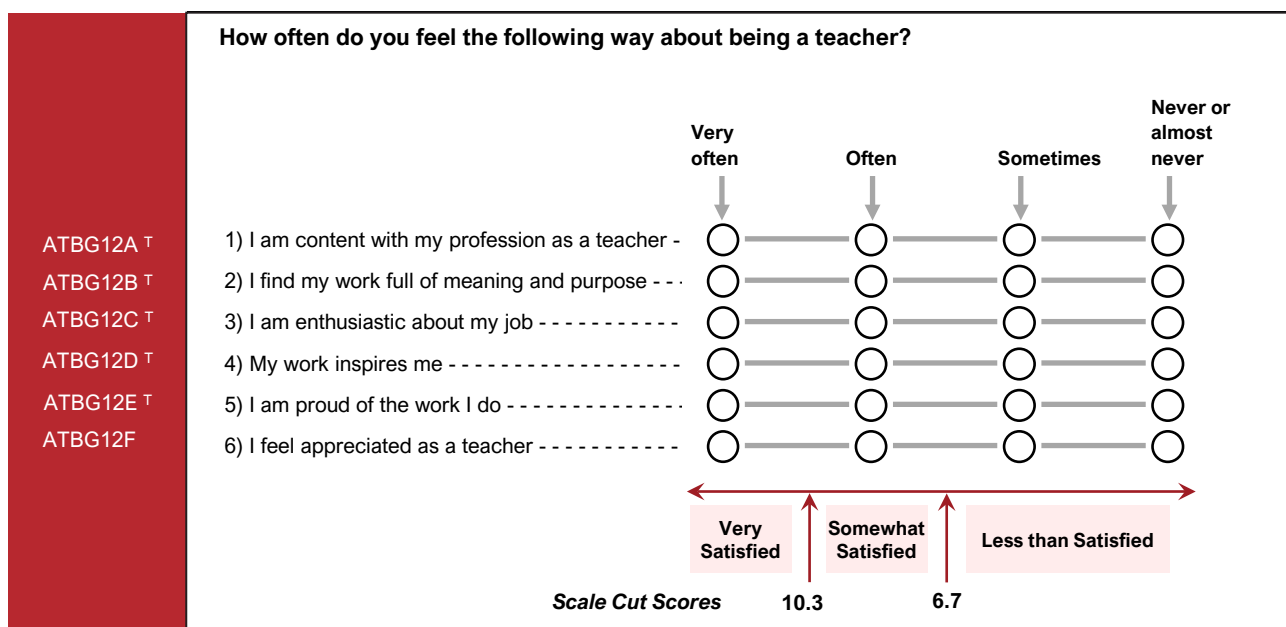 How often do you feel the following way about being a teacher?
Never or
almost
never
Very
often
Often
Sometimes
ATBG12A ᵀ 1) I am content with my profession as a teacher -
ATBG12B ᵀ 2) I find my work full of meaning and purpose - - -
ATBG12C ᵀ 3) I am enthusiastic about my job - - - - - - - - - - -
ATBG12D ᵀ 4) My work inspires me - - - - - - - - - - - - - - - - - -
ATBG12E ᵀ 5) I am proud of the work I do - - - - - - - - - - - - - -
ATBG12F 6) I feel appreciated as a teacher - - - - - - - - - - -
Very
Satisfied
Somewhat
Satisfied
Less than Satisfied
Scale Cut Scores 10.3 6.7